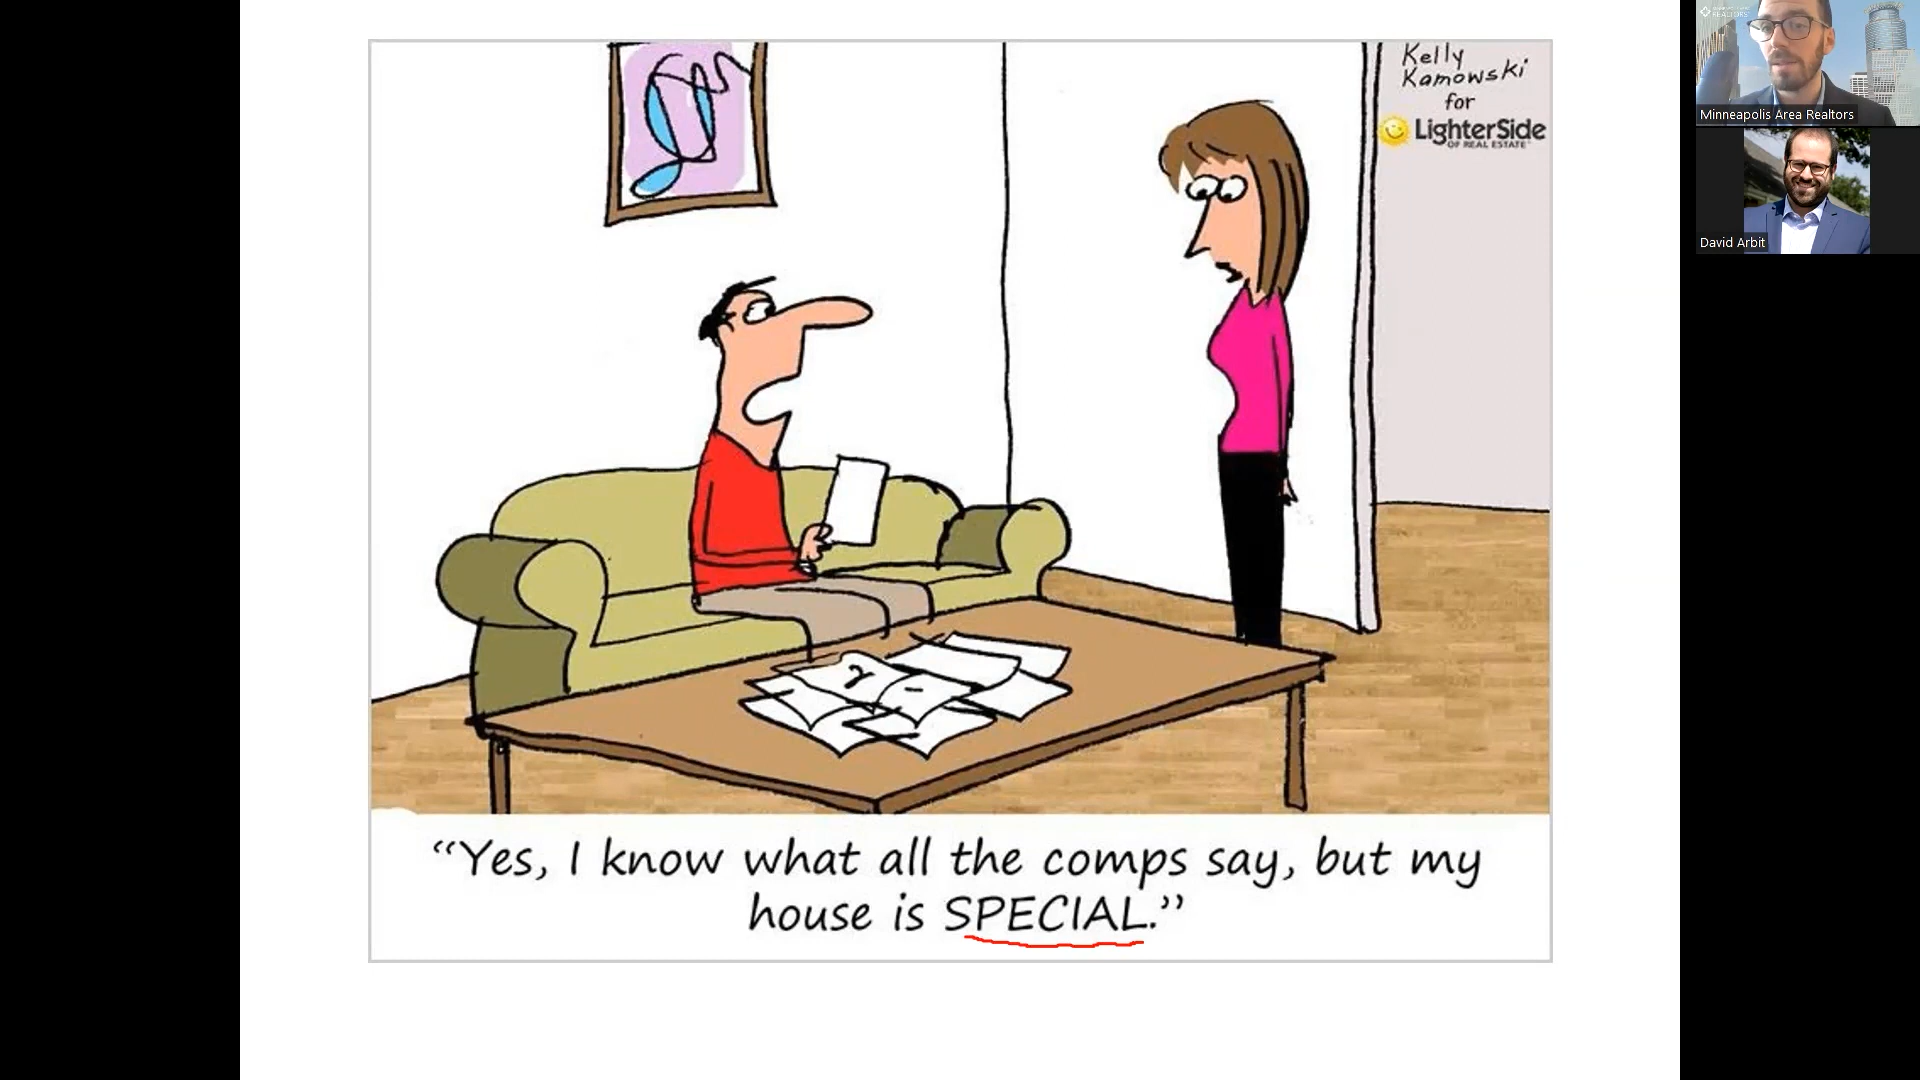 Kelly
Kamowski
for
LighterSide
OF REAL ESTATE
“Yes, I know what all the comps say, but my
house is SPECIAL.”
REALTORS
Minneapolis Area Realtors
David Arbit